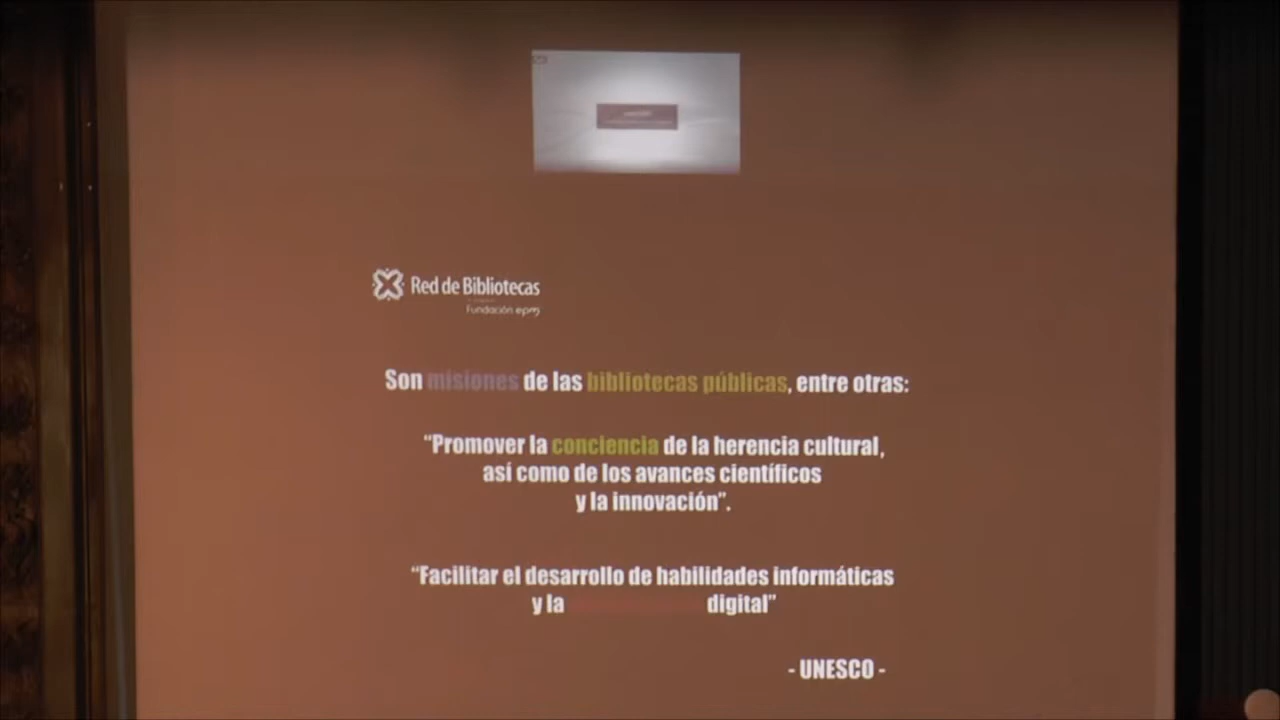 Red de Bibliotecas
Fundación epm
Son misiones de las bibliotecas públicas, entre otras:
“Promover la conciencia de la herencia cultural,
así como de los avances científicos
y la innovación”.
“Facilitar el desarrollo de habilidades informáticas
y la digital”
- UNESCO -